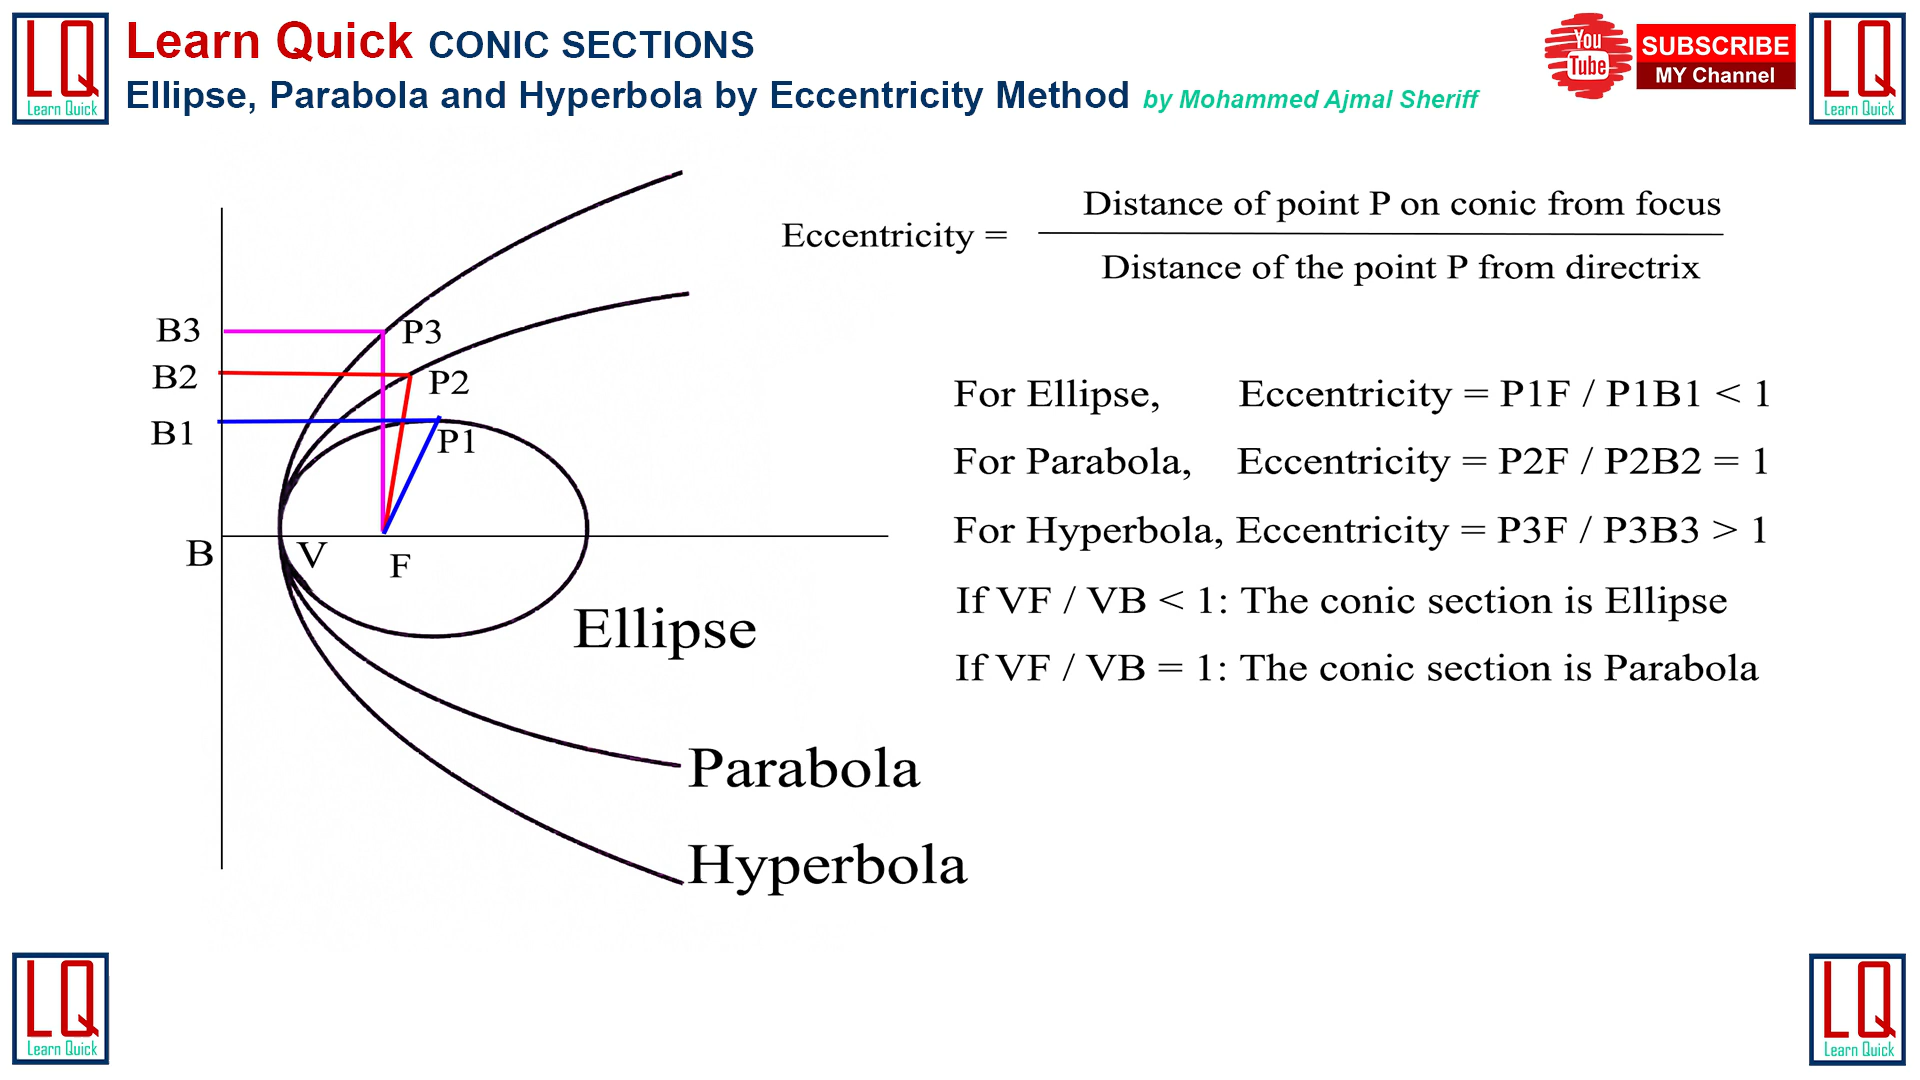 LQ
Learn Quick
Learn Quick CONIC SECTIONS
Ellipse, Parabola and Hyperbola by Eccentricity Method by Mohammed Ajmal Sheriff
You
Tube
SUBSCRIBE
MY Channel
LQ
Learn Quick
Eccentricity =
Distance of point P on conic from focus
Distance of the point P from directrix
B3
P3
B2
P2
B1
P1
B
V
F
Ellipse
Parabola
Hyperbola
For Ellipse, Eccentricity = P1F / P1B1 < 1
For Parabola, Eccentricity = P2F / P2B2 = 1
For Hyperbola, Eccentricity = P3F / P3B3 > 1
If VF / VB < 1: The conic section is Ellipse
If VF / VB = 1: The conic section is Parabola
LQ
Learn Quick
LQ
Learn Quick